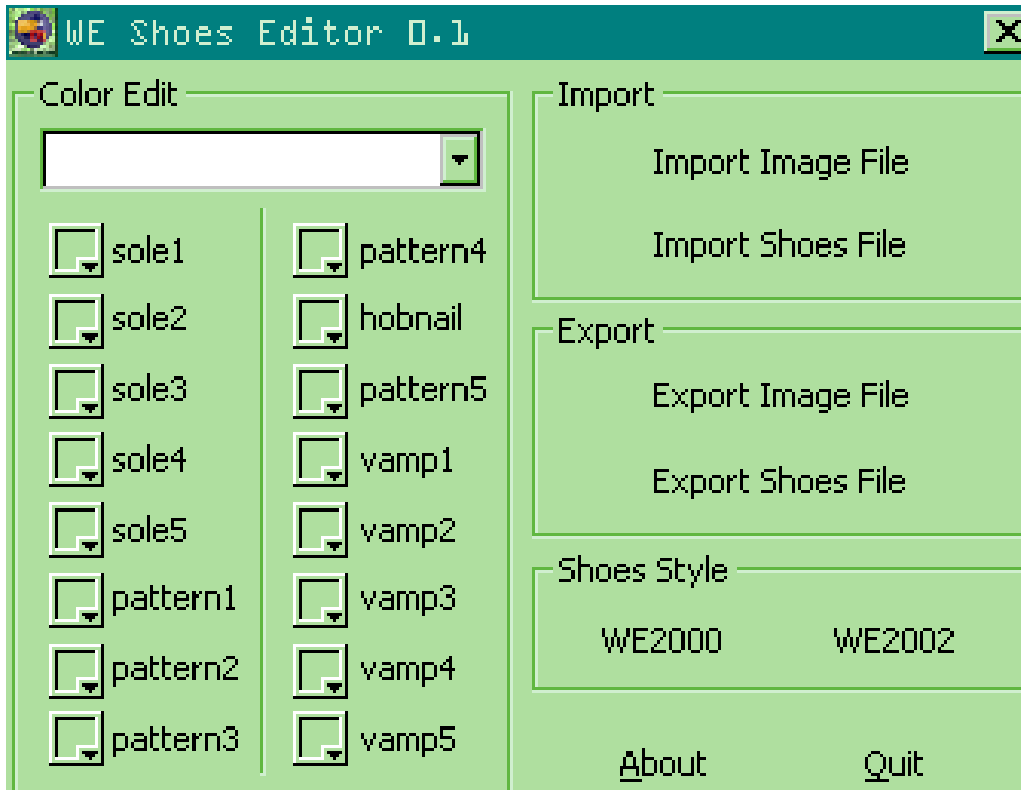 WE Shoes Editor 0.1
Color Edit
sole1
sole2
sole3
sole4
sole5
pattern1
pattern2
pattern3
pattern4
hobnail
pattern5
vamp1
vamp2
vamp3
vamp4
vamp5
Import
Import Image File
Import Shoes File
Export
Export Image File
Export Shoes File
Shoes Style
WE2000 WE2002
About Quit